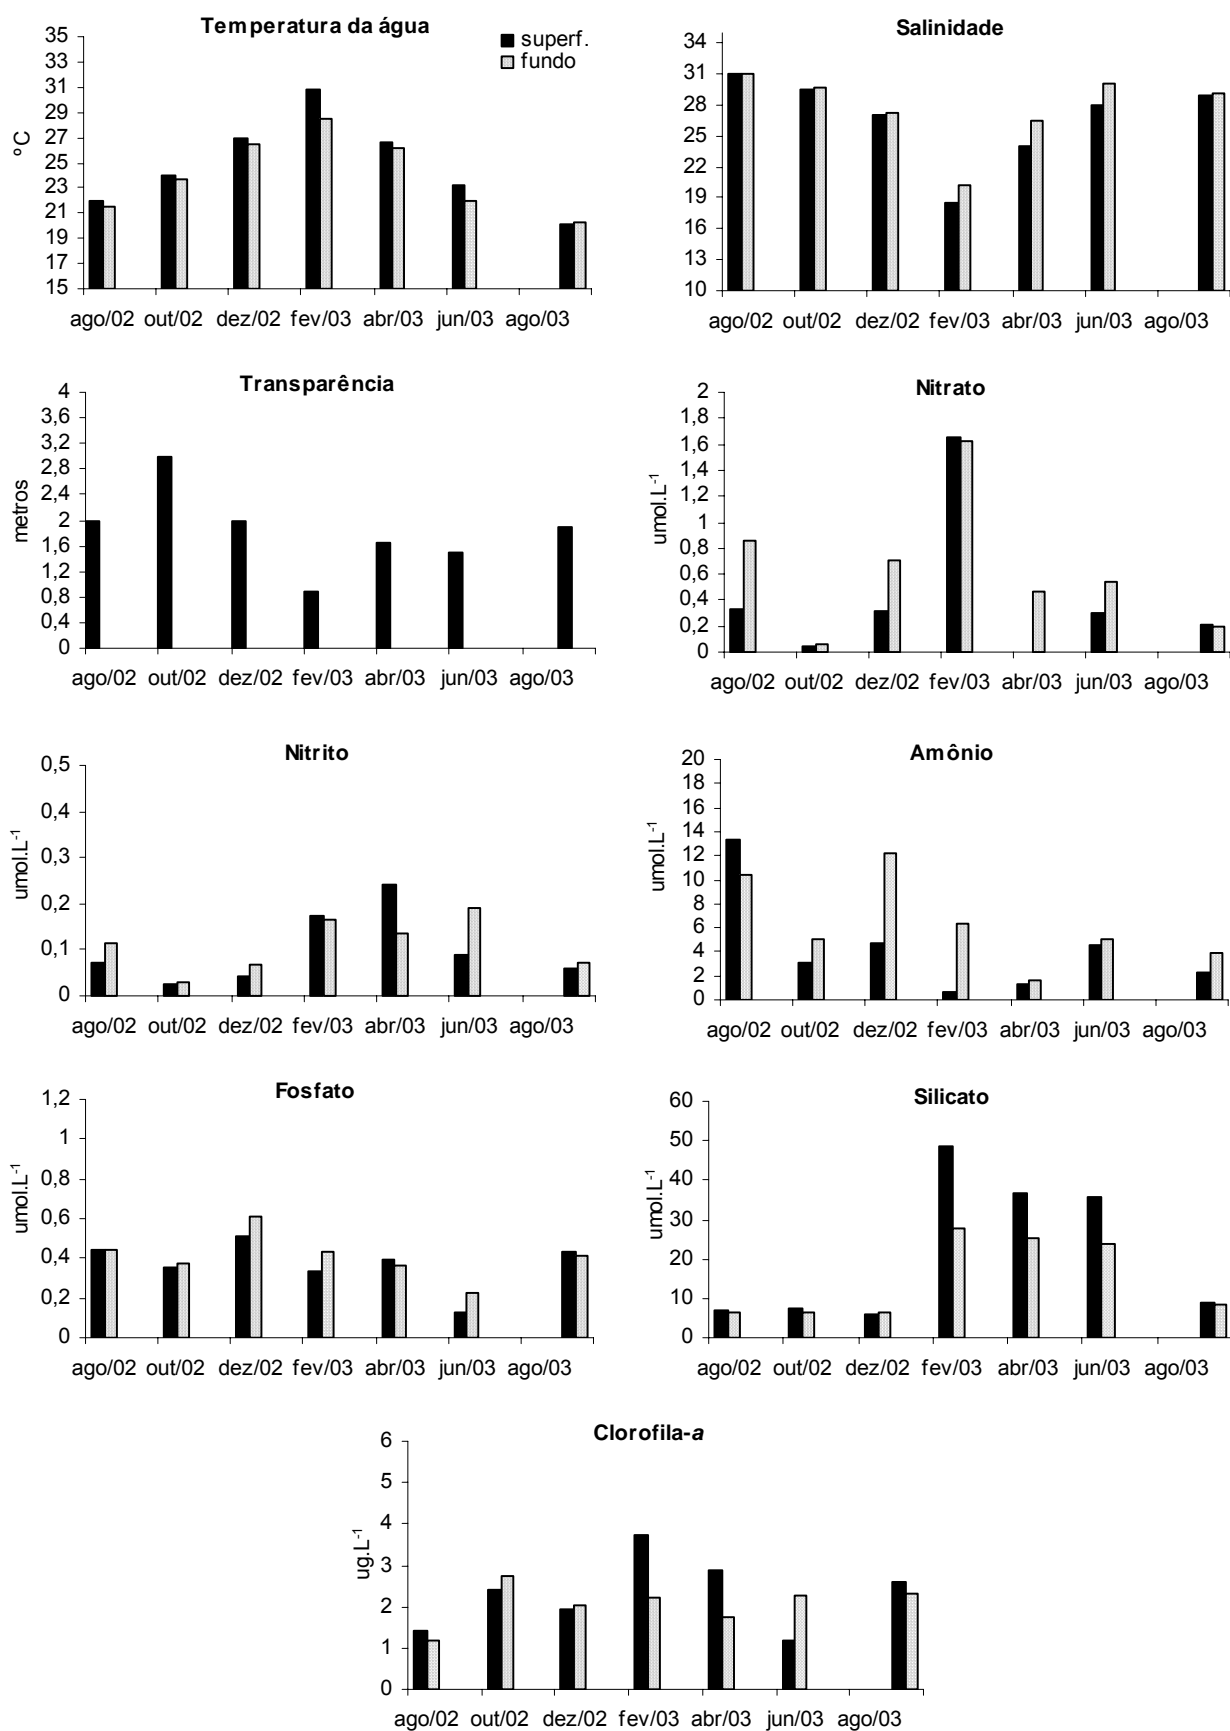 Temperatura da água
superf.
fundo
ºC
35
33
31
29
27
25
23
21
19
17
15
ago/02 out/02 dez/02 fev/03 abr/03 jun/03 ago/03
Salinidade
34
31
28
25
22
19
16
13
10
ago/02 out/02 dez/02 fev/03 abr/03 jun/03 ago/03
Transparência
metros
4
3,6
3,2
2,8
2,4
2
1,6
1,2
0,8
0,4
0
ago/02 out/02 dez/02 fev/03 abr/03 jun/03 ago/03
Nitrato
umol.L-1
2
1,8
1,6
1,4
1,2
1
0,8
0,6
0,4
0,2
0
ago/02 out/02 dez/02 fev/03 abr/03 jun/03 ago/03
Nitrito
umol.L-1
0,5
0,4
0,3
0,2
0,1
0
ago/02 out/02 dez/02 fev/03 abr/03 jun/03 ago/03
Amônio
umol.L-1
20
18
16
14
12
10
8
6
4
2
0
ago/02 out/02 dez/02 fev/03 abr/03 jun/03 ago/03
Fosfato
umol.L-1
1,2
1
0,8
0,6
0,4
0,2
0
ago/02 out/02 dez/02 fev/03 abr/03 jun/03 ago/03
Silicato
umol.L-1
60
50
40
30
20
10
0
ago/02 out/02 dez/02 fev/03 abr/03 jun/03 ago/03
Clorofila-a
ug.L-1
6
5
4
3
2
1
0
ago/02 out/02 dez/02 fev/03 abr/03 jun/03 ago/03